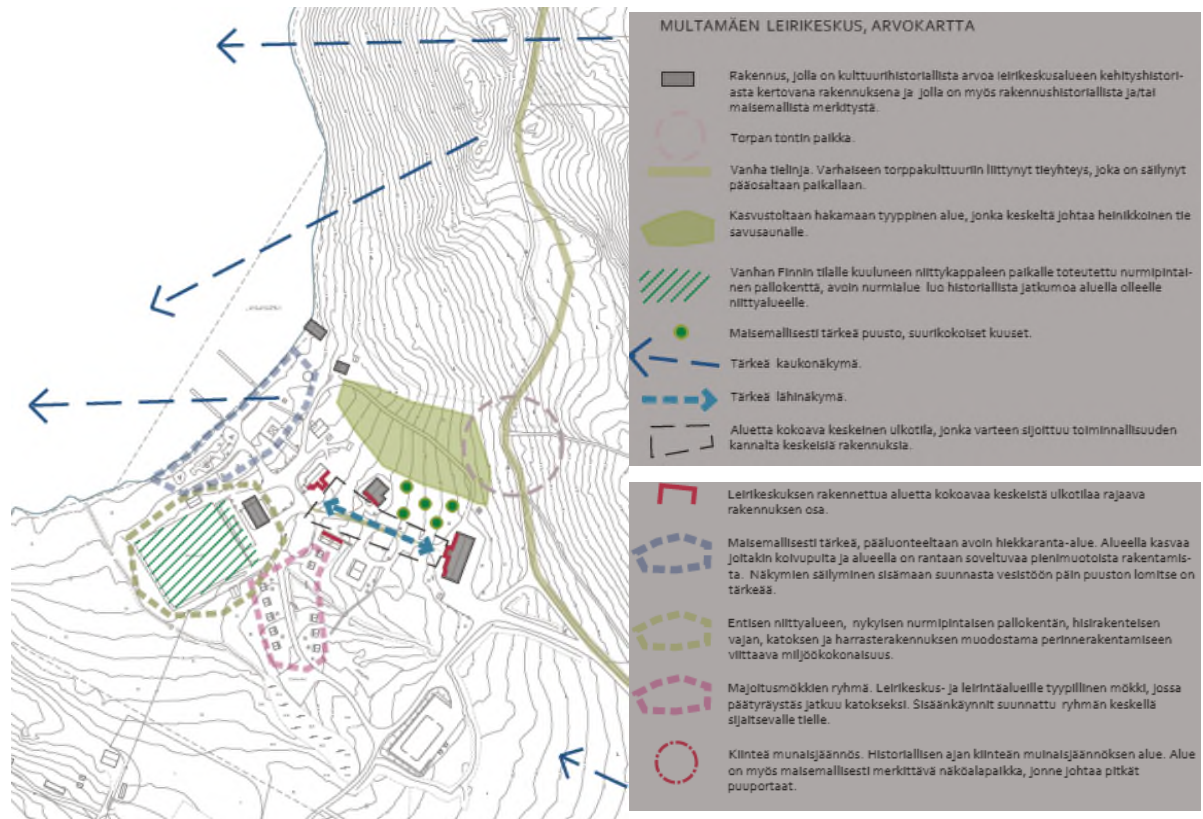 MULTAMÄEN LEIRIKESKUS, ARVOKARTTA
Rakennus, jolla on kulttuurihistoriallista arvoa leirikeskusalueen kehityshistori-
asta kertovana rakennuksena ja jolla on myös rakennushistoriallista ja/tai
maisemallista merkitystä.
Torpan tontin paikka.
Vanha tielinja. Varhaiseen torppakulttuuriin liittynyt tieyhteys, joka on säilynyt
pääosaltaan paikallaan.
Kasvustoltaan hakamaan tyyppinen alue, jonka keskeltä johtaa heinikkoinen tie
savusaunalle.
Vanhan Finnin tilalle kuuluneen niittykappaleen paikalle toteutettu nurmipintai-
nen pallokenttä, avoin nurmialue luo historiallista jatkumoa aluella olleelle
niittyalueelle.
Maisemallisesti tärkeä puusto, suurikokoiset kuuset.
Tärkeä kaukonäkymä.
Tärkeä lähinäkymä.
Aluetta kokoava keskeinen ulkotila, jonka varteen sijoittuu toiminnallisuuden
kannalta keskeisiä rakennuksia.
Leirikeskuksen rakennettua aluetta kokoavaa keskeistä ulkotilaa rajaava
rakennuksen osa.
Maisemallisesti tärkeä, pääluonteeltaan avoin hiekkaranta-alue. Alueella kasvaa
joitakin koivupuita ja alueella on rantaan soveltuvaa pienimuotoista rakentamis-
ta. Näkymien säilyminen sisämaan suunnasta vesistöön päin puuston lomitse on
tärkeää.
Entisen niittyalueen, nykyisen nurmipintaisen pallokentän, hisirakenteisen
vajan, katoksen ja harrasterakennuksen muodostama perinnerakentamiseen
viittaava miljöökokonaisuus.
Majoitusmökkien ryhmä. Leirikeskus- ja leirintäalueille tyypillinen mökki, jossa
päätyräystäs jatkuu katokseksi. Sisäänkäynnit suunnattu ryhmän keskellä
sijaitsevalle tielle.
Kiinteä munaisjäännös. Historiallisen ajan kiinteän muinaisjäännöksen alue. Alue
on myös maisemallisesti merkittävä näköalapaikka, jonne johtaa pitkät
puuportaat.